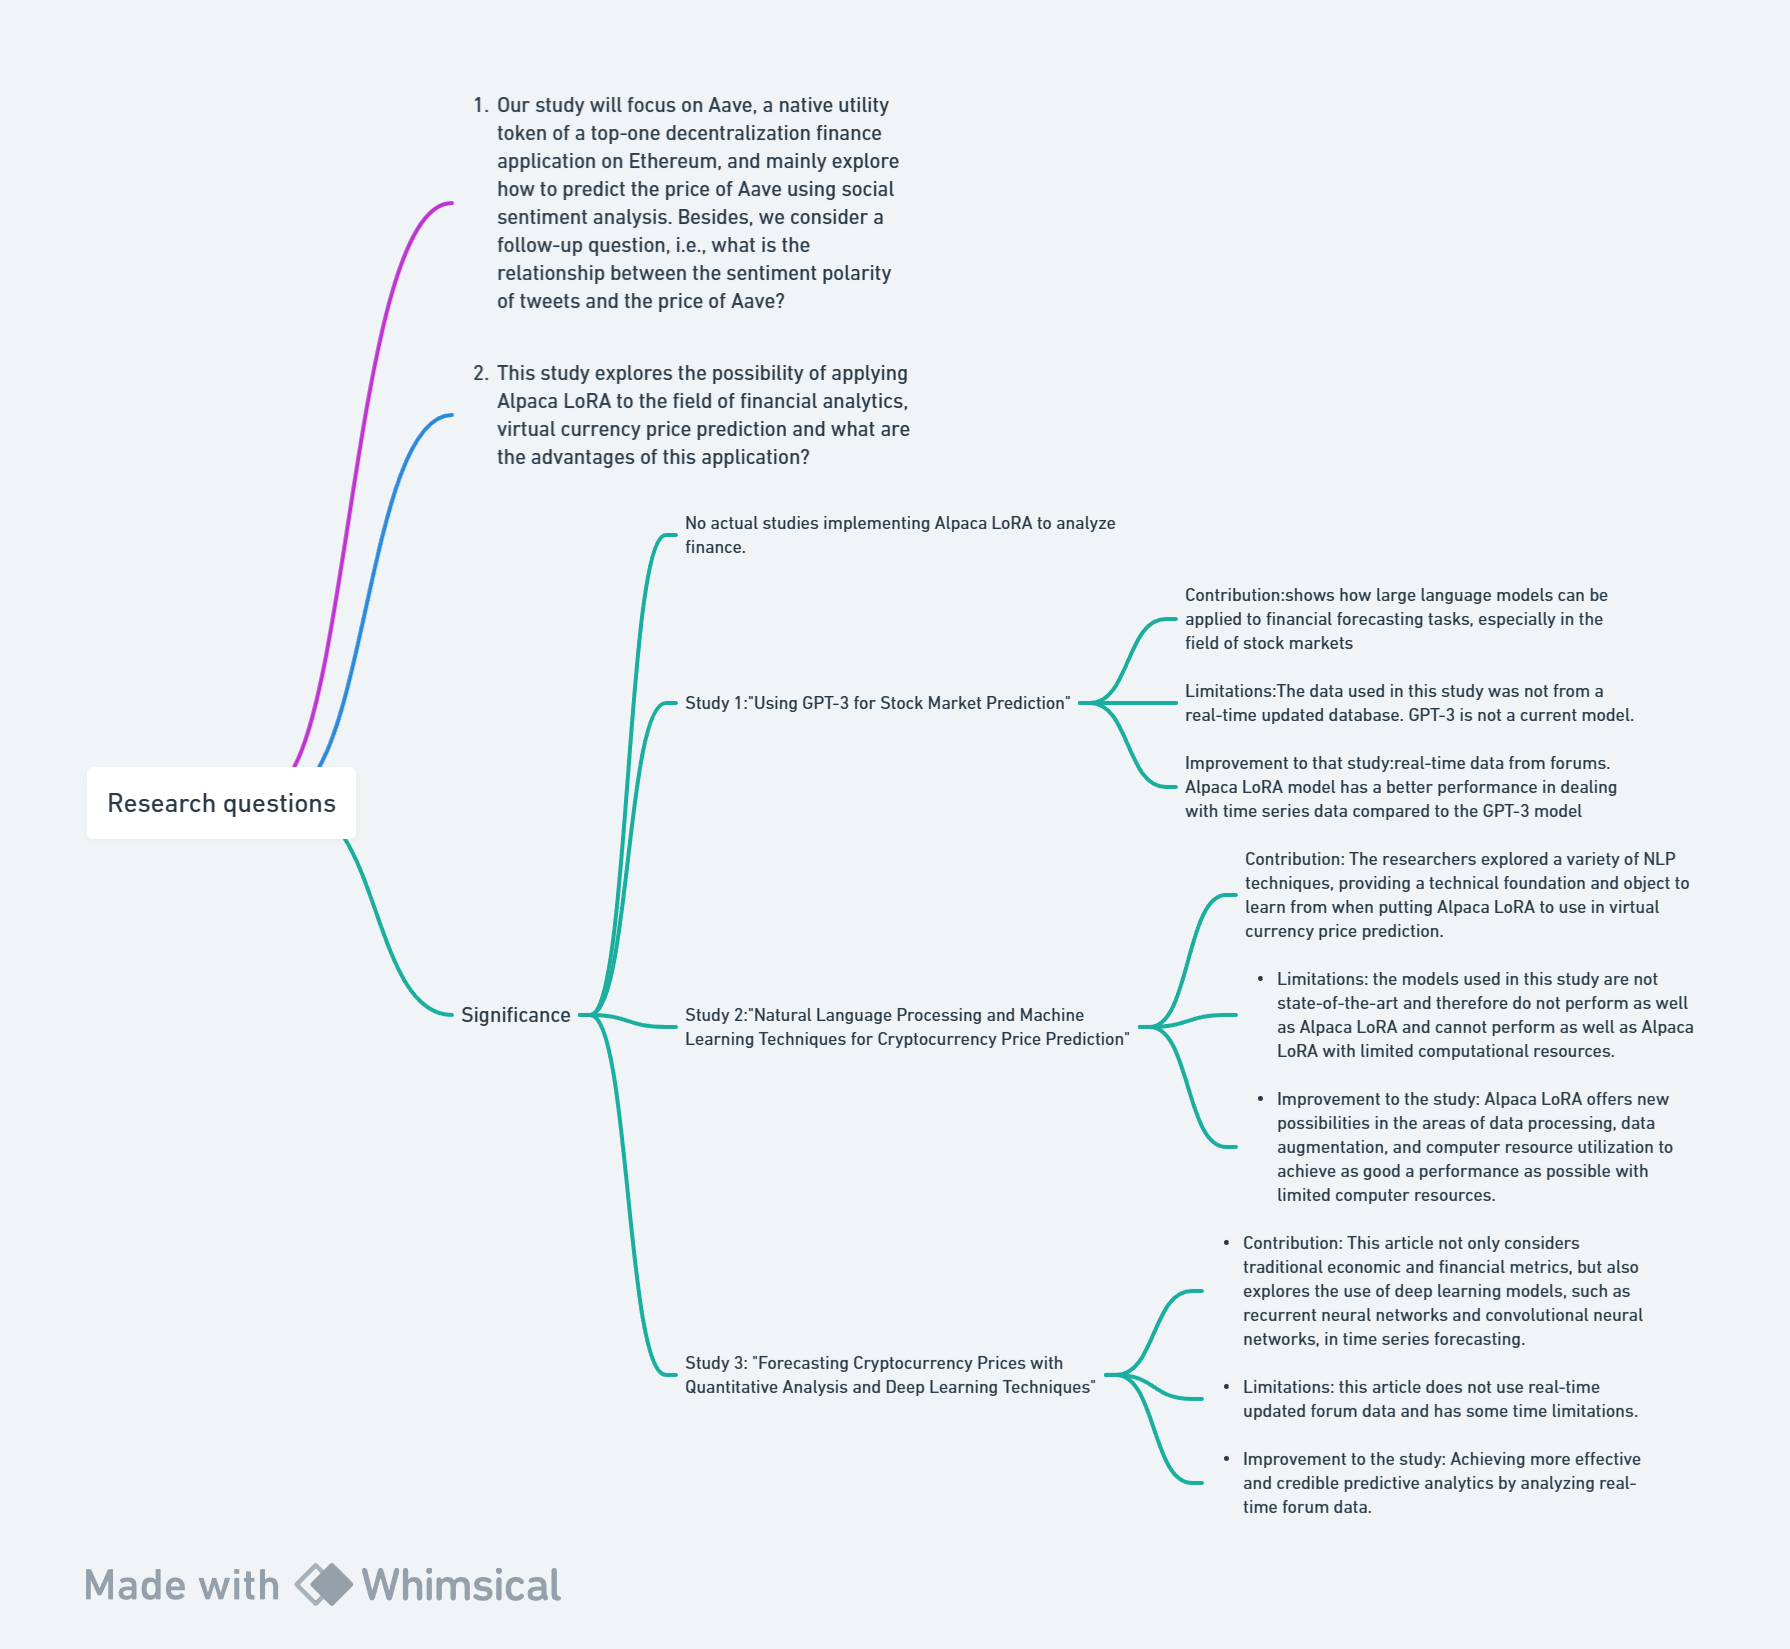 1. Our study will focus on Aave, a native utility
token of a top-one decentralization finance
application on Ethereum, and mainly explore
how to predict the price of Aave using social
sentiment analysis. Besides, we consider a
follow-up question, i.e., what is the
relationship between the sentiment polarity
of tweets and the price of Aave?
2. This study explores the possibility of applying
Alpaca LoRA to the field of financial analytics,
virtual currency price prediction and what are
the advantages of this application?
Research questions
Significance
No actual studies implementing Alpaca LoRA to analyze
finance.
Study 1:"Using GPT-3 for Stock Market Prediction"
Contribution:shows how large language models can be
applied to financial forecasting tasks, especially in the
field of stock markets
Limitations:The data used in this study was not from a
real-time updated database. GPT-3 is not a current model.
Improvement to that study:real-time data from forums.
Alpaca LoRA model has a better performance in dealing
with time series data compared to the GPT-3 model
Study 2:"Natural Language Processing and Machine
Learning Techniques for Cryptocurrency Price Prediction"
Contribution: The researchers explored a variety of NLP
techniques, providing a technical foundation and object to
learn from when putting Alpaca LoRA to use in virtual
currency price prediction.
• Limitations: the models used in this study are not
state-of-the-art and therefore do not perform as well
as Alpaca LoRA and cannot perform as well as Alpaca
LoRA with limited computational resources.
• Improvement to the study: Alpaca LoRA offers new
possibilities in the areas of data processing, data
augmentation, and computer resource utilization to
achieve as good a performance as possible with
limited computer resources.
Study 3: "Forecasting Cryptocurrency Prices with
Quantitative Analysis and Deep Learning Techniques"
• Contribution: This article not only considers
traditional economic and financial metrics, but also
explores the use of deep learning models, such as
recurrent neural networks and convolutional neural
networks, in time series forecasting.
• Limitations: this article does not use real-time
updated forum data and has some time limitations.
• Improvement to the study: Achieving more effective
and credible predictive analytics by analyzing real-
time forum data.
Made with Whimsical